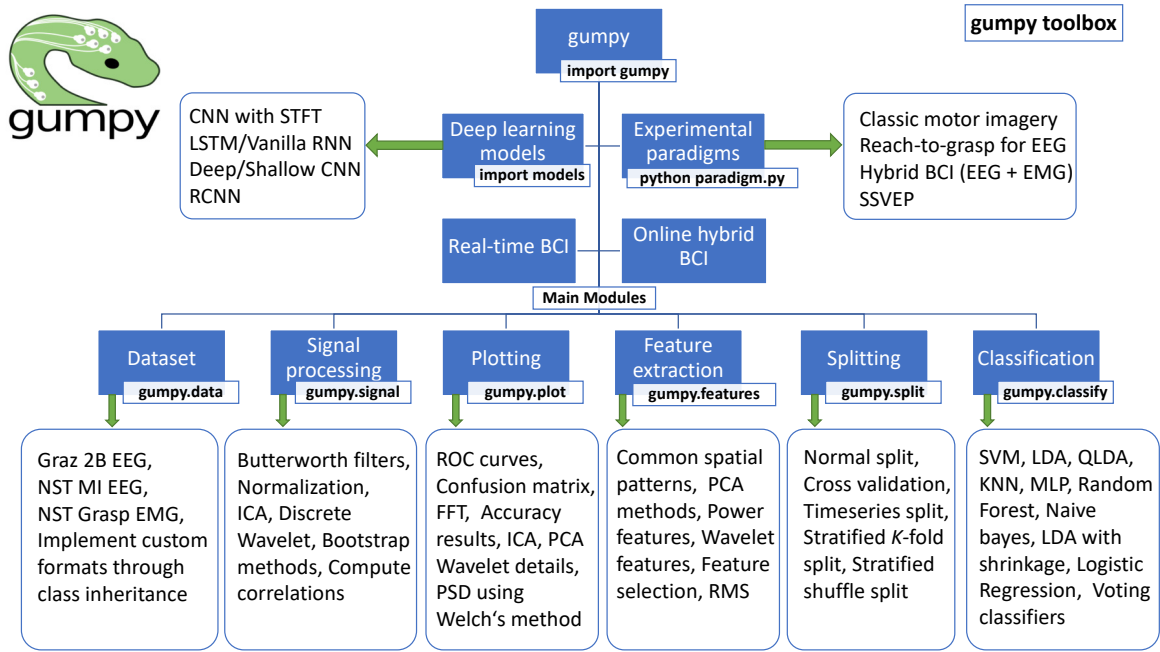 gumpy toolbox
gumpy
gumpy
import gumpy
CNN with STFT
LSTM/Vanilla RNN
Deep/Shallow CNN
RCNN
Deep learning
models
import models
Experimental
paradigms
python paradigm.py
Classic motor imagery
Reach-to-grasp for EEG
Hybrid BCI (EEG + EMG)
SSVEP
Real-time BCI
Online hybrid
BCI
Main Modules
Dataset
gumpy.data
Signal
processing
gumpy.signal
Plotting
gumpy.plot
Feature
extraction
gumpy.features
Splitting
gumpy.split
Classification
gumpy.classify
Graz 2B EEG,
NST MI EEG,
NST Grasp EMG,
Implement custom
formats through
class inheritance
Butterworth filters,
Normalization,
ICA, Discrete
Wavelet, Bootstrap
methods, Compute
correlations
ROC curves,
Confusion matrix,
FFT, Accuracy
results, ICA, PCA
Wavelet details,
PSD using
Welch‘s method
Common spatial
patterns, PCA
methods, Power
features, Wavelet
features, Feature
selection, RMS
Normal split,
Cross validation,
Timeseries split,
Stratified K-fold
split, Stratified
shuffle split
SVM, LDA, QLDA,
KNN, MLP, Random
Forest, Naive
bayes, LDA with
shrinkage, Logistic
Regression, Voting
classifiers